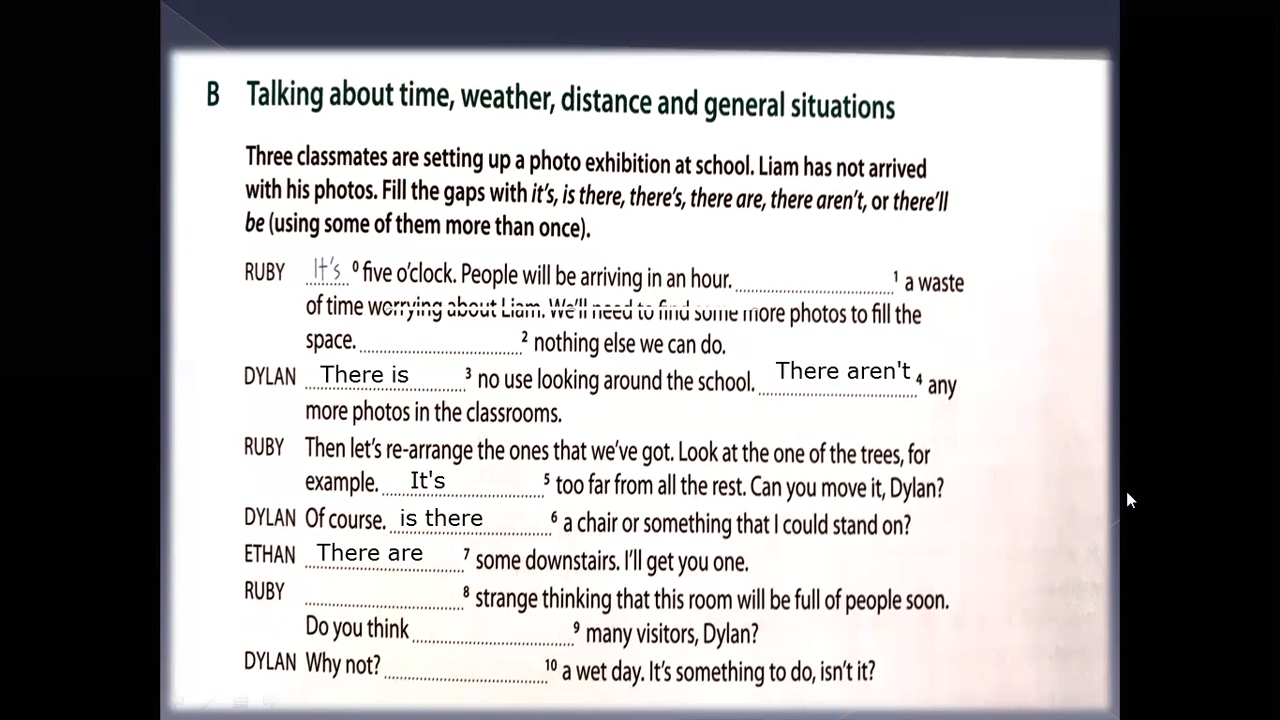 B Talking about time, weather, distance and general situations
Three classmates are setting up a photo exhibition at school. Liam has not arrived
with his photos. Fill the gaps with it's, is there, there's, there are, there aren't, or there'll
be (using some of them more than once).
RUBY It's ⁰ five o'clock. People will be arriving in an hour. ............ ¹ a waste
of time worrying about Liam. We'll need to find some more photos to fill the
space. ............ ² nothing else we can do.
DYLAN There is ³ no use looking around the school. There aren't ⁴ any
more photos in the classrooms.
RUBY Then let's re-arrange the ones that we've got. Look at the one of the trees, for
example. It's ⁵ too far from all the rest. Can you move it, Dylan?
DYLAN Of course. is there ⁶ a chair or something that I could stand on?
ETHAN There are ⁷ some downstairs. I'll get you one.
RUBY ............ ⁸ strange thinking that this room will be full of people soon.
Do you think ............ ⁹ many visitors, Dylan?
DYLAN Why not? ............ ¹⁰ a wet day. It's something to do, isn't it?